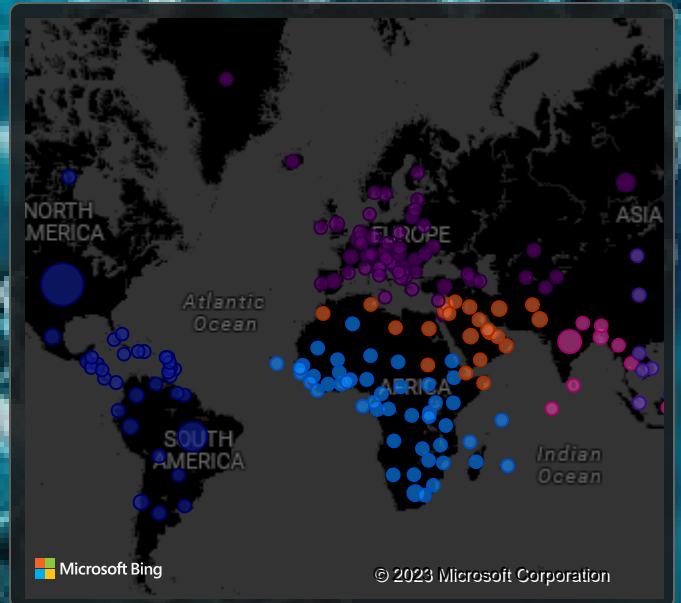 NORTH
AMERICA
ASIA
EUROPE
Atlantic
Ocean
AFRICA
SOUTH
AMERICA
Indian
Ocean
Microsoft Bing
© 2023 Microsoft Corporation